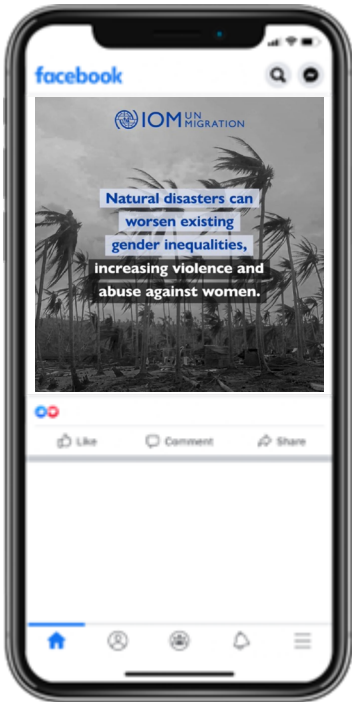 facebook
IOM UN
MIGRATION
Natural disasters can
worsen existing
gender inequalities,
increasing violence and
abuse against women.
Like Comment Share